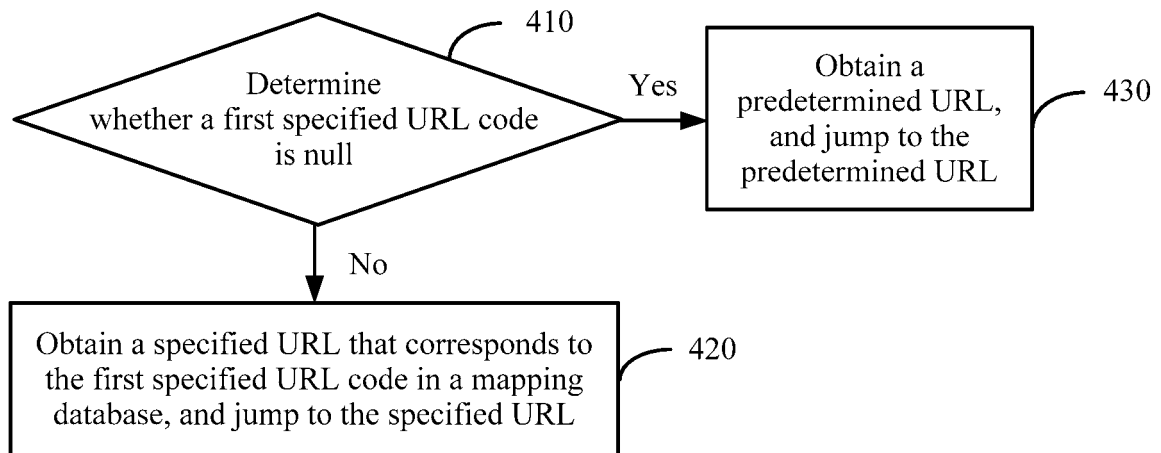 410
Determine
whether a first specified URL code
is null
Yes
Obtain a
predetermined URL,
and jump to the
predetermined URL
430
No
Obtain a specified URL that corresponds to
the first specified URL code in a mapping
database, and jump to the specified URL
420